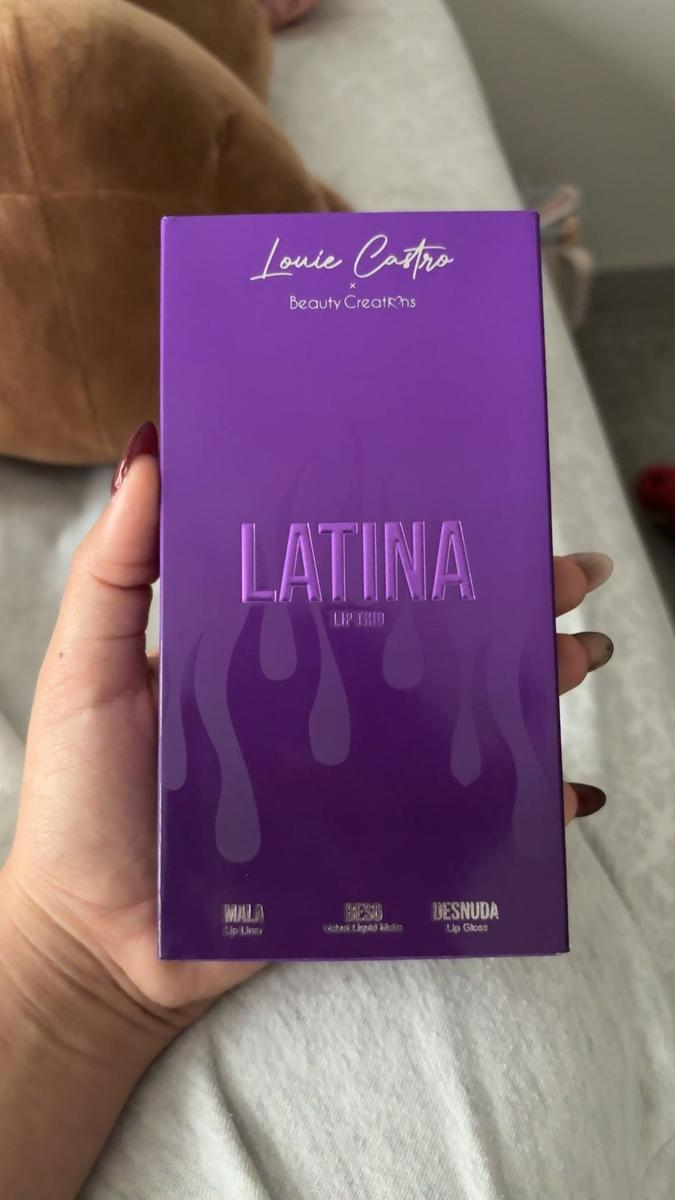 Louie Castro
×
Beauty Creations
LATINA
LIP TRIO
MALA BESO DESNUDA
Lip Liner Velvet Liquid Matte Lip Gloss